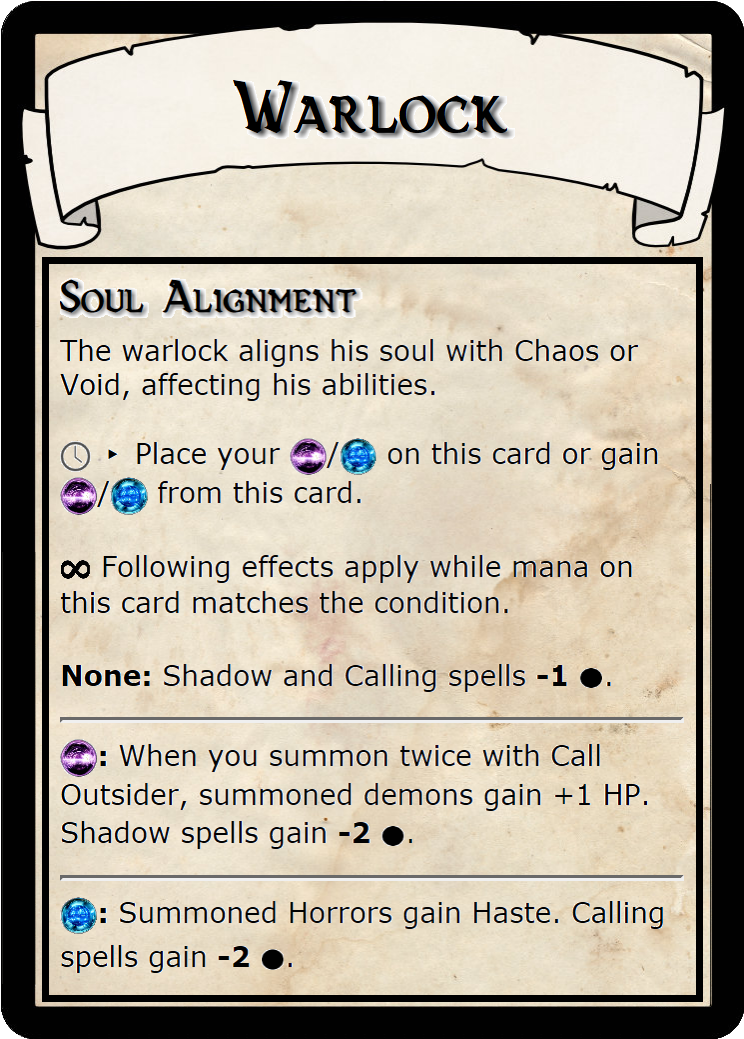 Warlock
Soul Alignment
The warlock aligns his soul with Chaos or
Void, affecting his abilities.
‣ Place your / on this card or gain
/ from this card.
∞ Following effects apply while mana on
this card matches the condition.
None: Shadow and Calling spells -1 ●.
: When you summon twice with Call
Outsider, summoned demons gain +1 HP.
Shadow spells gain -2 ●.
: Summoned Horrors gain Haste. Calling
spells gain -2 ●.